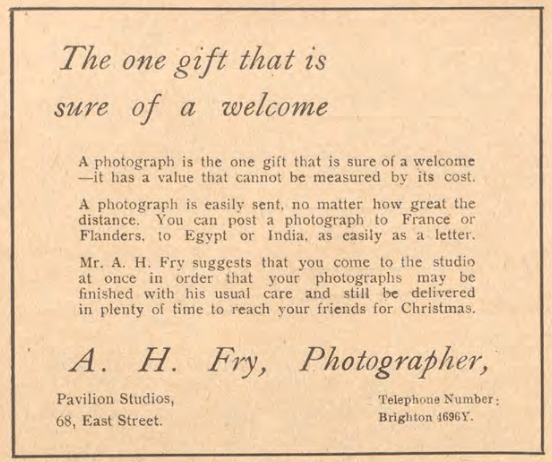 The one gift that is
sure of a welcome
A photograph is the one gift that is sure of a welcome
—it has a value that cannot be measured by its cost.
A photograph is easily sent, no matter how great the
distance. You can post a photograph to France or
Flanders, to Egypt or India, as easily as a letter.
Mr. A. H. Fry suggests that you come to the studio
at once in order that your photographs may be
finished with his usual care and still be delivered
in plenty of time to reach your friends for Christmas.
A. H. Fry, Photographer,
Pavilion Studios,
68, East Street.
Telephone Number:
Brighton 4696Y.